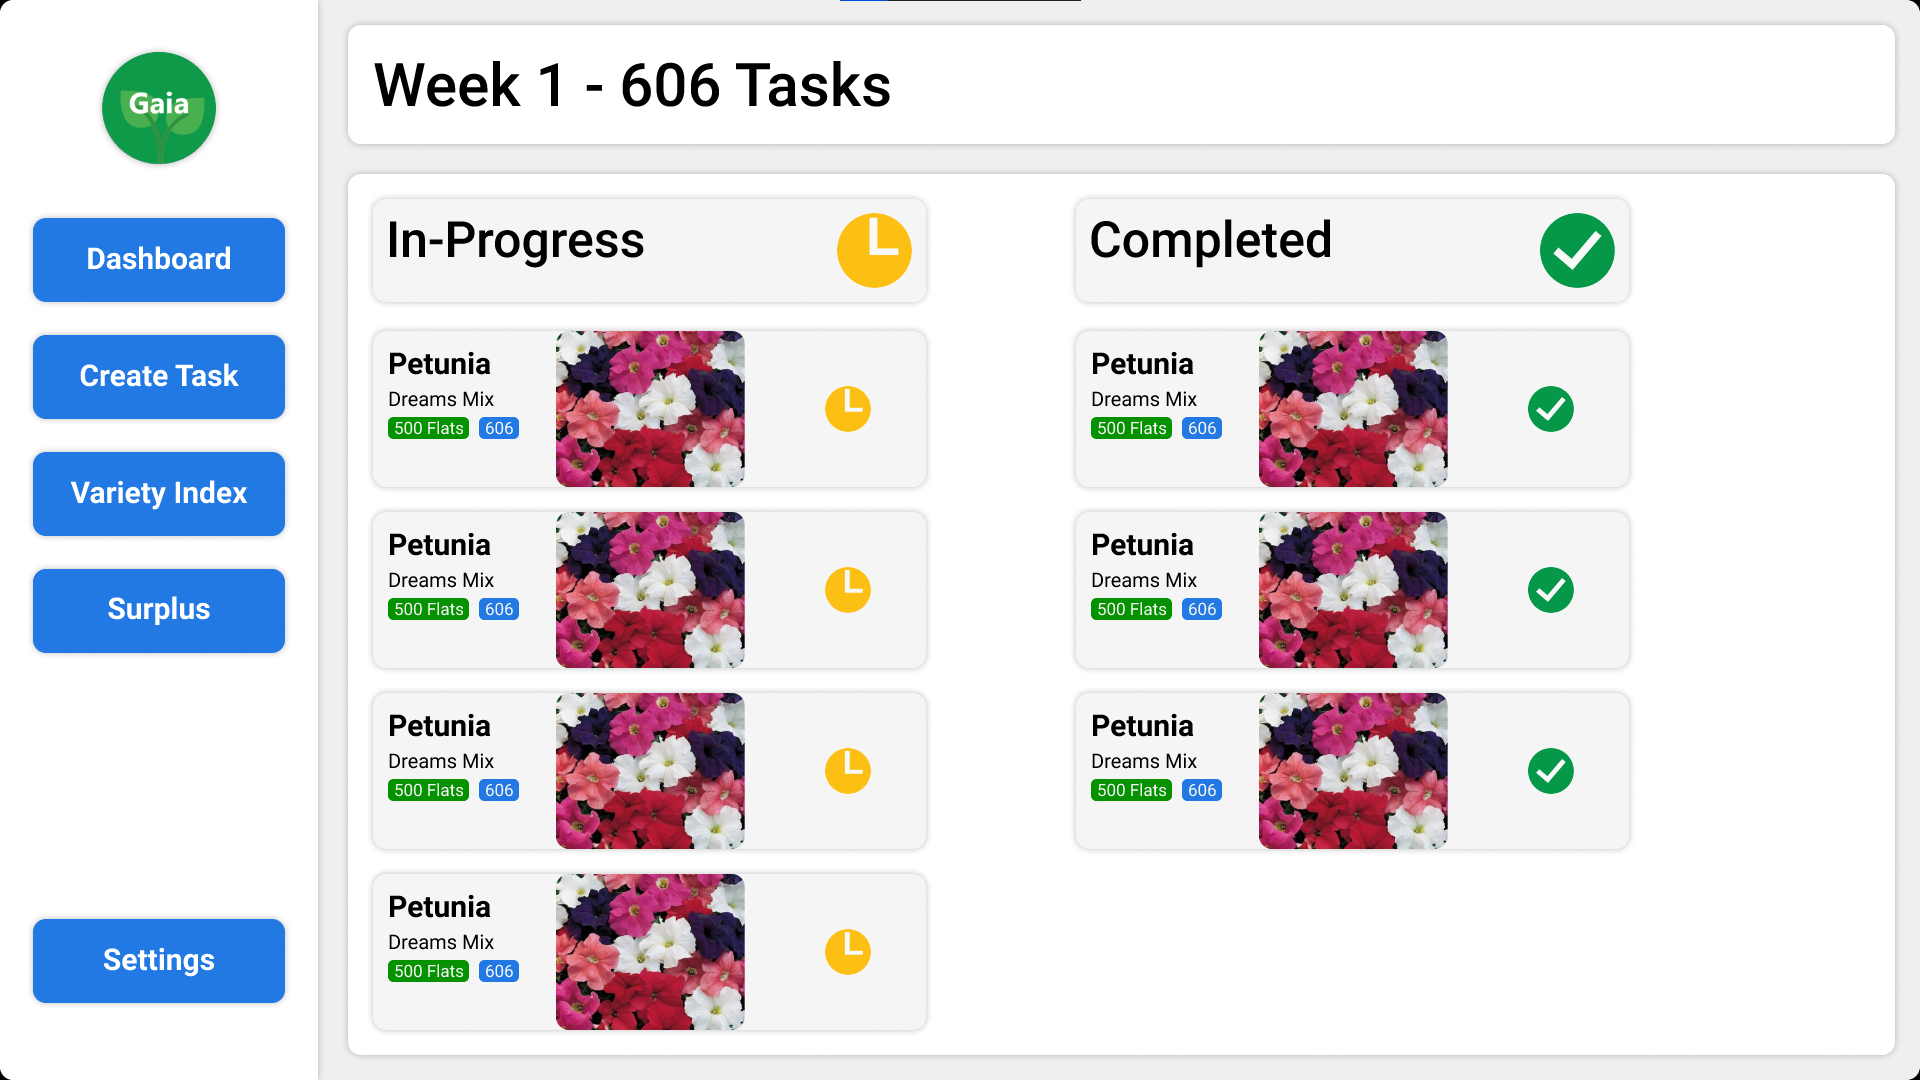 Gaia
Dashboard
Create Task
Variety Index
Surplus
Settings
Week 1 - 606 Tasks
In-Progress
Petunia
Dreams Mix
500 Flats 606
Petunia
Dreams Mix
500 Flats 606
Petunia
Dreams Mix
500 Flats 606
Petunia
Dreams Mix
500 Flats 606
Completed
Petunia
Dreams Mix
500 Flats 606
Petunia
Dreams Mix
500 Flats 606
Petunia
Dreams Mix
500 Flats 606